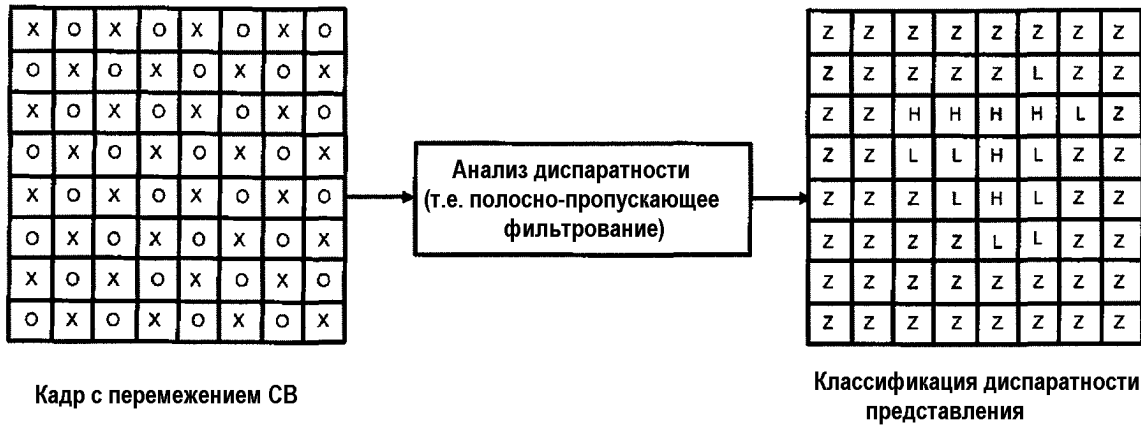 X O X O X O X O
O X O X O X O X
X O X O X O X O
O X O X O X O X
X O X O X O X O
O X O X O X O X
X O X O X O X O
O X O X O X O X
Кадр с перемежением СВ
Анализ диспаратности
(т.е. полосно-пропускающее
фильтрование)
Z Z Z Z Z Z Z Z
Z Z Z Z Z L Z Z
Z Z H H H H L Z
Z Z L L H L Z Z
Z Z Z L H L Z Z
Z Z Z Z L L Z Z
Z Z Z Z Z Z Z Z
Z Z Z Z Z Z Z Z
Классификация диспаратности
представления